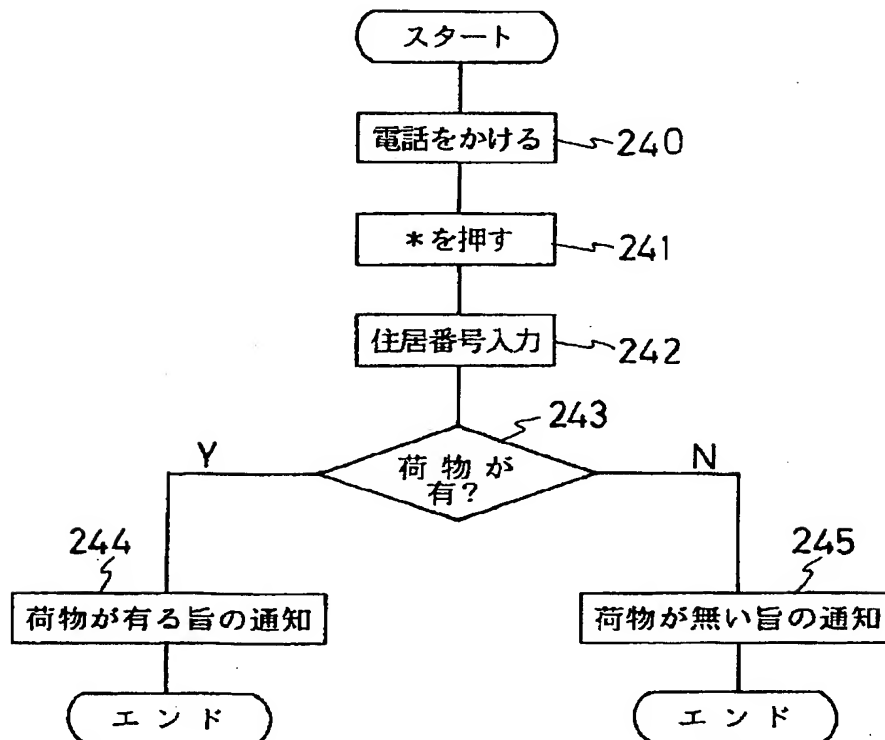 スタート
電話をかける 240
*を押す 241
住居番号入力 242
243
Y 荷物が N
有?
244 245
荷物が有る旨の通知 荷物が無い旨の通知
エンド エンド